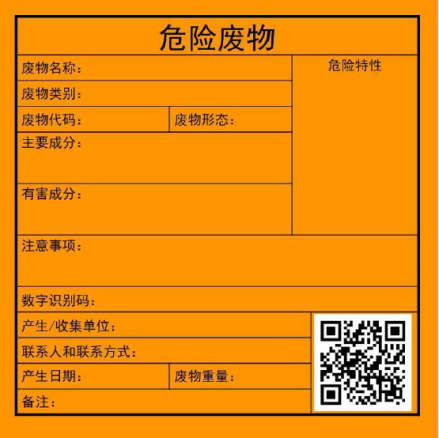 危险废物
废物名称：
危险特性
废物类别：
废物代码：
废物形态：
主要成分：
有害成分：
注意事项：
数字识别码：
产生/收集单位：
联系人和联系方式：
产生日期：
废物重量：
备注：